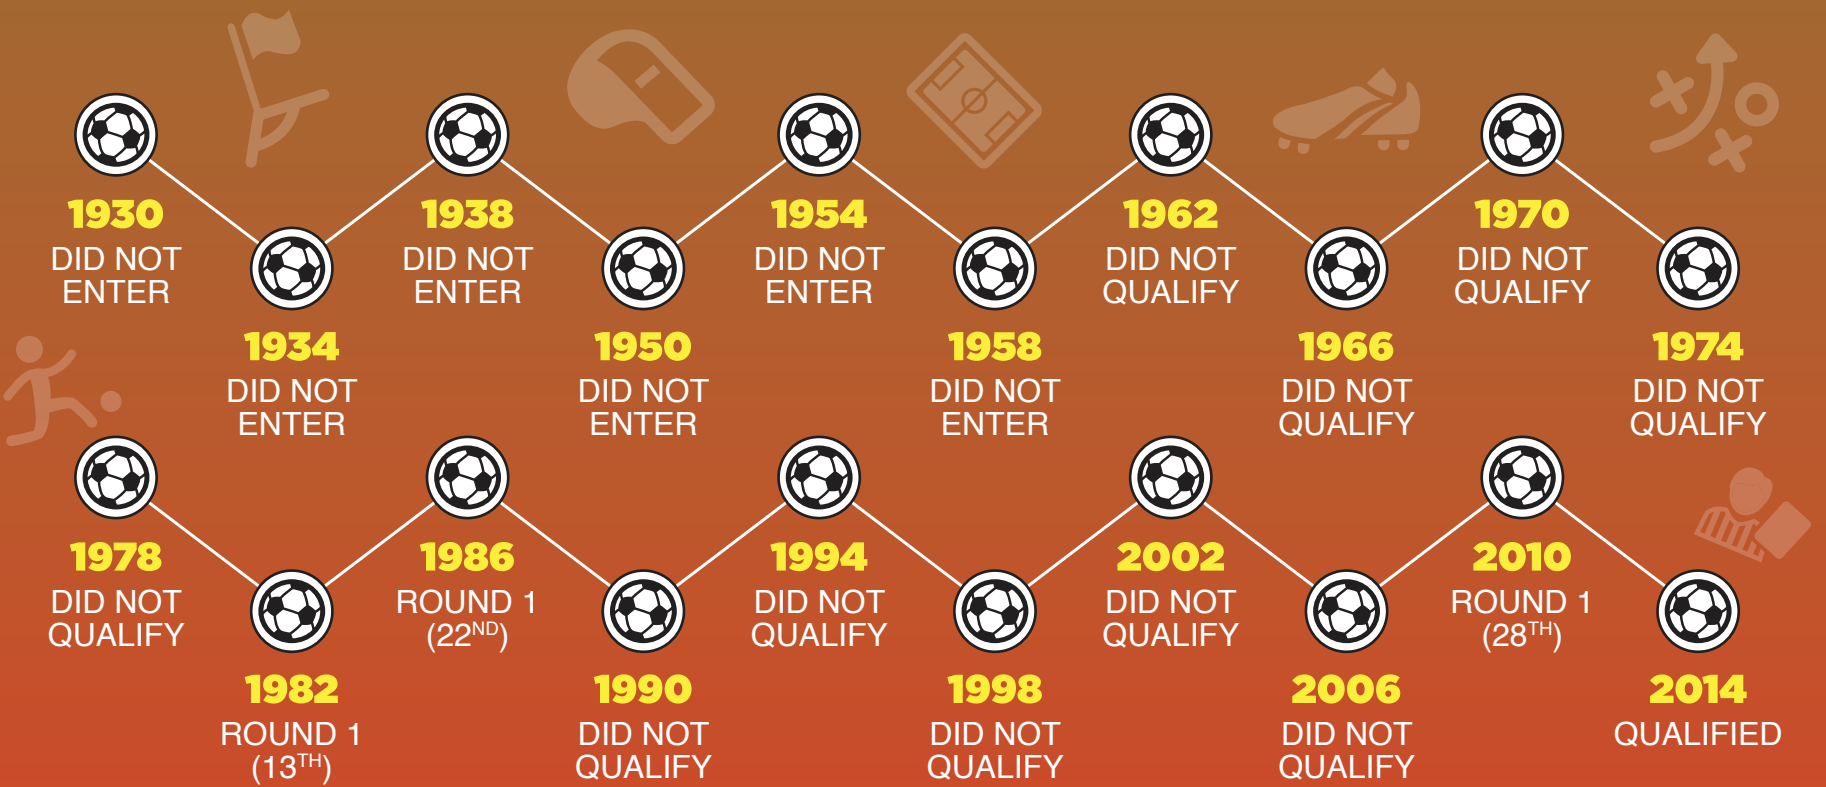 1930
DID NOT
ENTER
1934
DID NOT
ENTER
1938
DID NOT
ENTER
1950
DID NOT
ENTER
1954
DID NOT
ENTER
1958
DID NOT
ENTER
1962
DID NOT
QUALIFY
1966
DID NOT
QUALIFY
1970
DID NOT
QUALIFY
1974
DID NOT
QUALIFY
1978
DID NOT
QUALIFY
1982
ROUND 1
(13TH)
1986
ROUND 1
(22ND)
1990
DID NOT
QUALIFY
1994
DID NOT
QUALIFY
1998
DID NOT
QUALIFY
2002
DID NOT
QUALIFY
2006
DID NOT
QUALIFY
2010
ROUND 1
(28TH)
2014
QUALIFIED